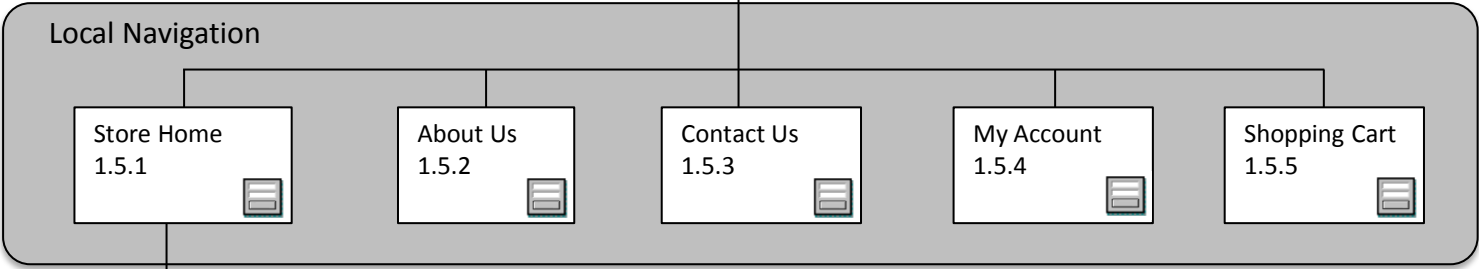 Local Navigation
Store Home
1.5.1
About Us
1.5.2
Contact Us
1.5.3
My Account
1.5.4
Shopping Cart
1.5.5